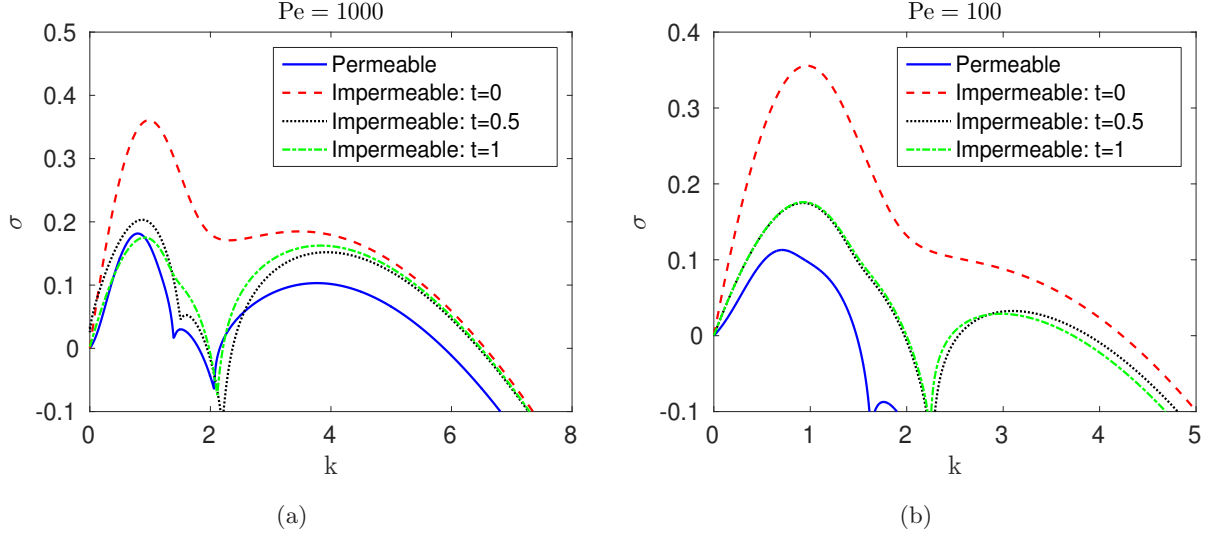 Pe = 1000
0.5
0.4
0.3
0.2
0.1
0
-0.1
σ
Permeable
Impermeable: t=0
Impermeable: t=0.5
Impermeable: t=1
0 2 4 6 8
k
(a)
Pe = 100
0.4
0.3
0.2
0.1
0
-0.1
σ
Permeable
Impermeable: t=0
Impermeable: t=0.5
Impermeable: t=1
0 1 2 3 4 5
k
(b)